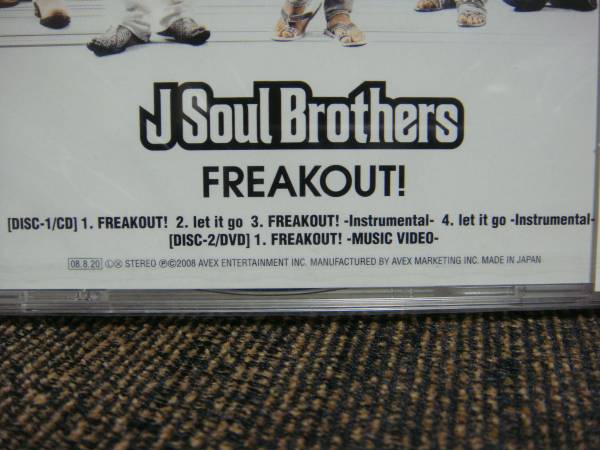 J Soul Brothers
FREAKOUT!
[DISC-1/CD] 1. FREAKOUT! 2. let it go 3. FREAKOUT! -Instrumental- 4. let it go -Instrumental-
[DISC-2/DVD] 1. FREAKOUT! -MUSIC VIDEO-
08.8.20 ⓁⓍ STEREO ℗©2008 AVEX ENTERTAINMENT INC. MANUFACTURED BY AVEX MARKETING INC. MADE IN JAPAN